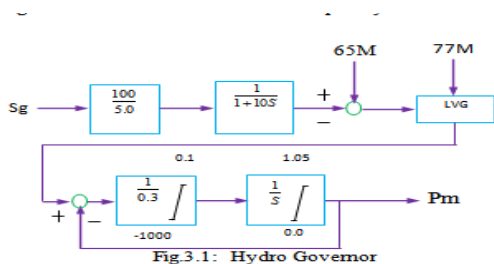 65M 77M
100
5.0
1
1+10S
+
−
Sg
LVG
0.1 1.05
1
0.3
1
S
+
−
Pm
-1000 0.0
Fig.3.1: Hydro Governor